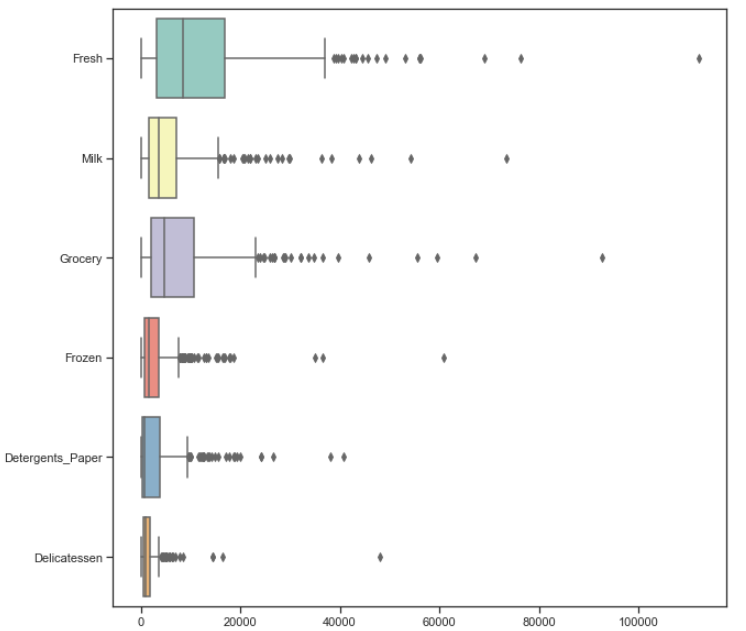 Fresh
Milk
Grocery
Frozen
Detergents_Paper
Delicatessen
0 20000 40000 60000 80000 100000